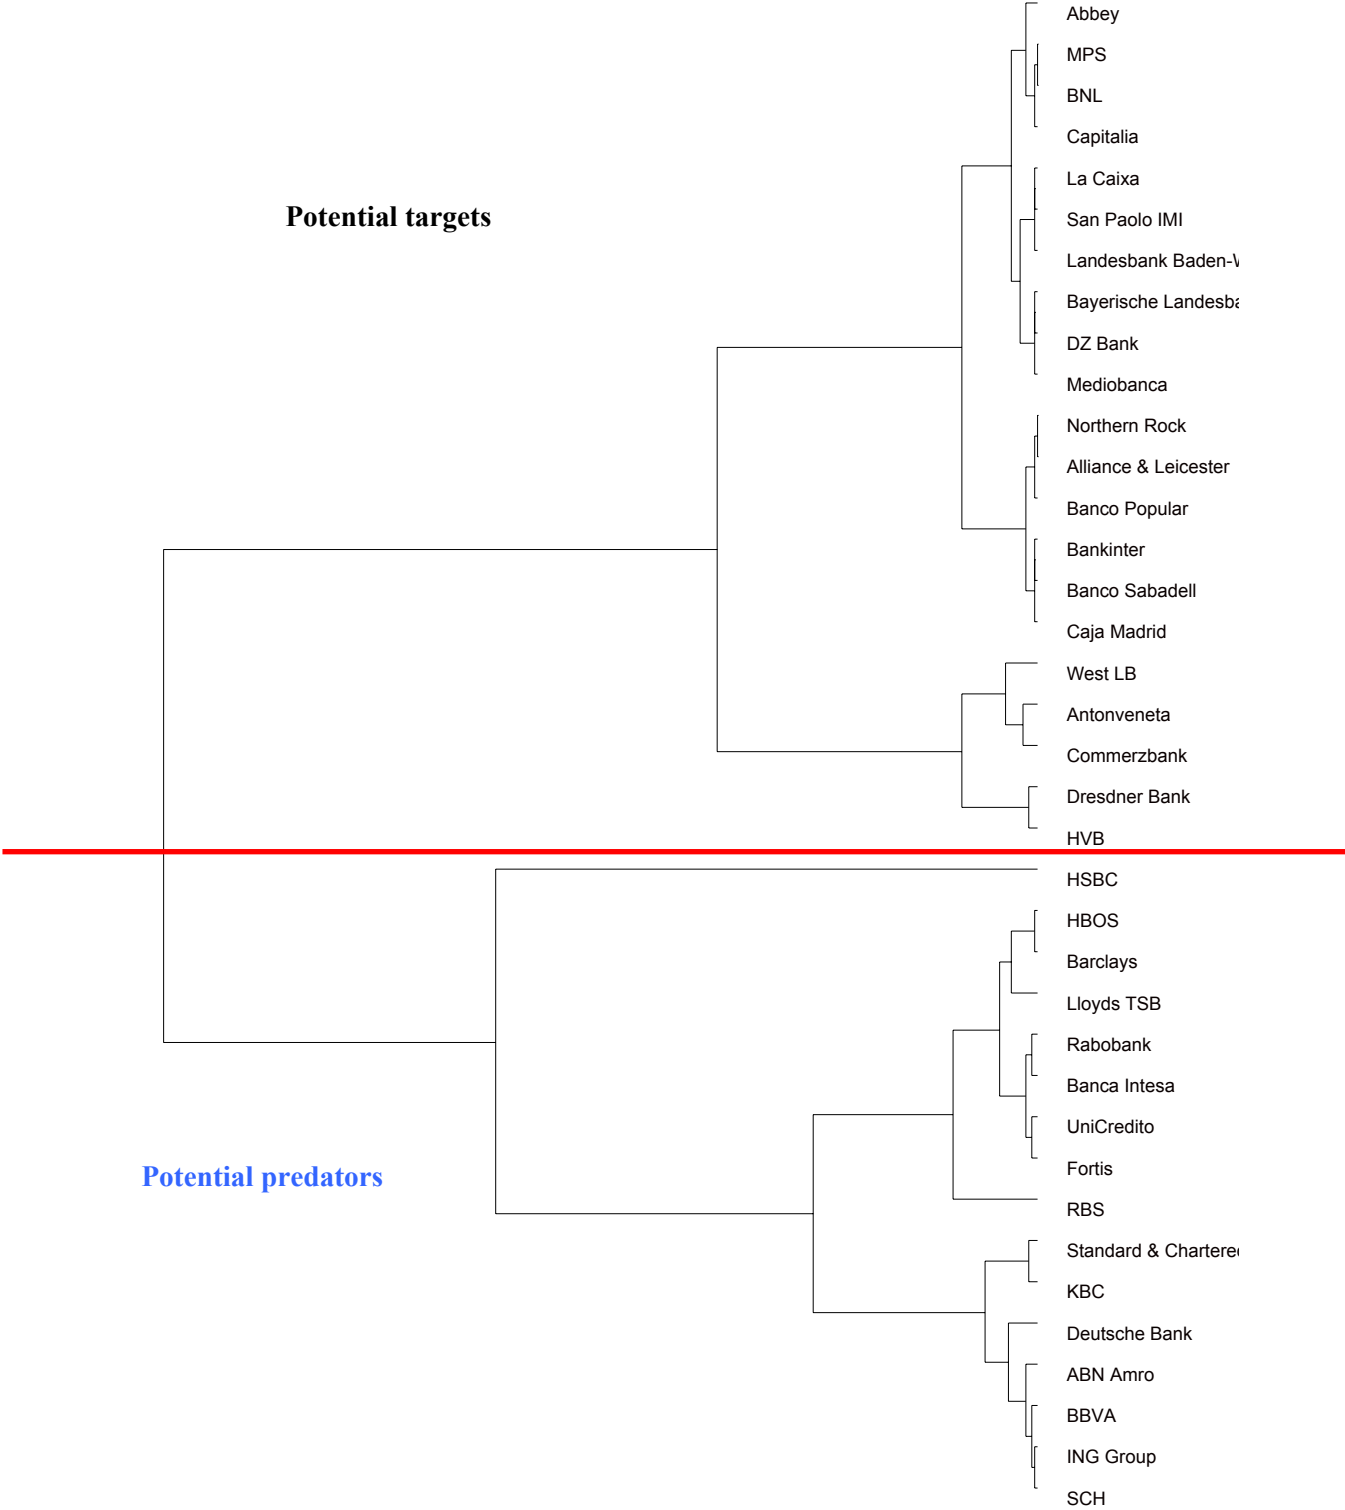 Abbey
MPS
BNL
Capitalia
La Caixa
Potential targets
San Paolo IMI
Landesbank Baden-
Bayerische Landesba
DZ Bank
Mediobanca
Northern Rock
Alliance & Leicester
Banco Popular
Bankinter
Banco Sabadell
Caja Madrid
West LB
Antonveneta
Commerzbank
Dresdner Bank
HVB
HSBC
HBOS
Barclays
Lloyds TSB
Rabobank
Banca Intesa
UniCredito
Potential predators
Fortis
RBS
Standard & Chartere
KBC
Deutsche Bank
ABN Amro
BBVA
ING Group
SCH